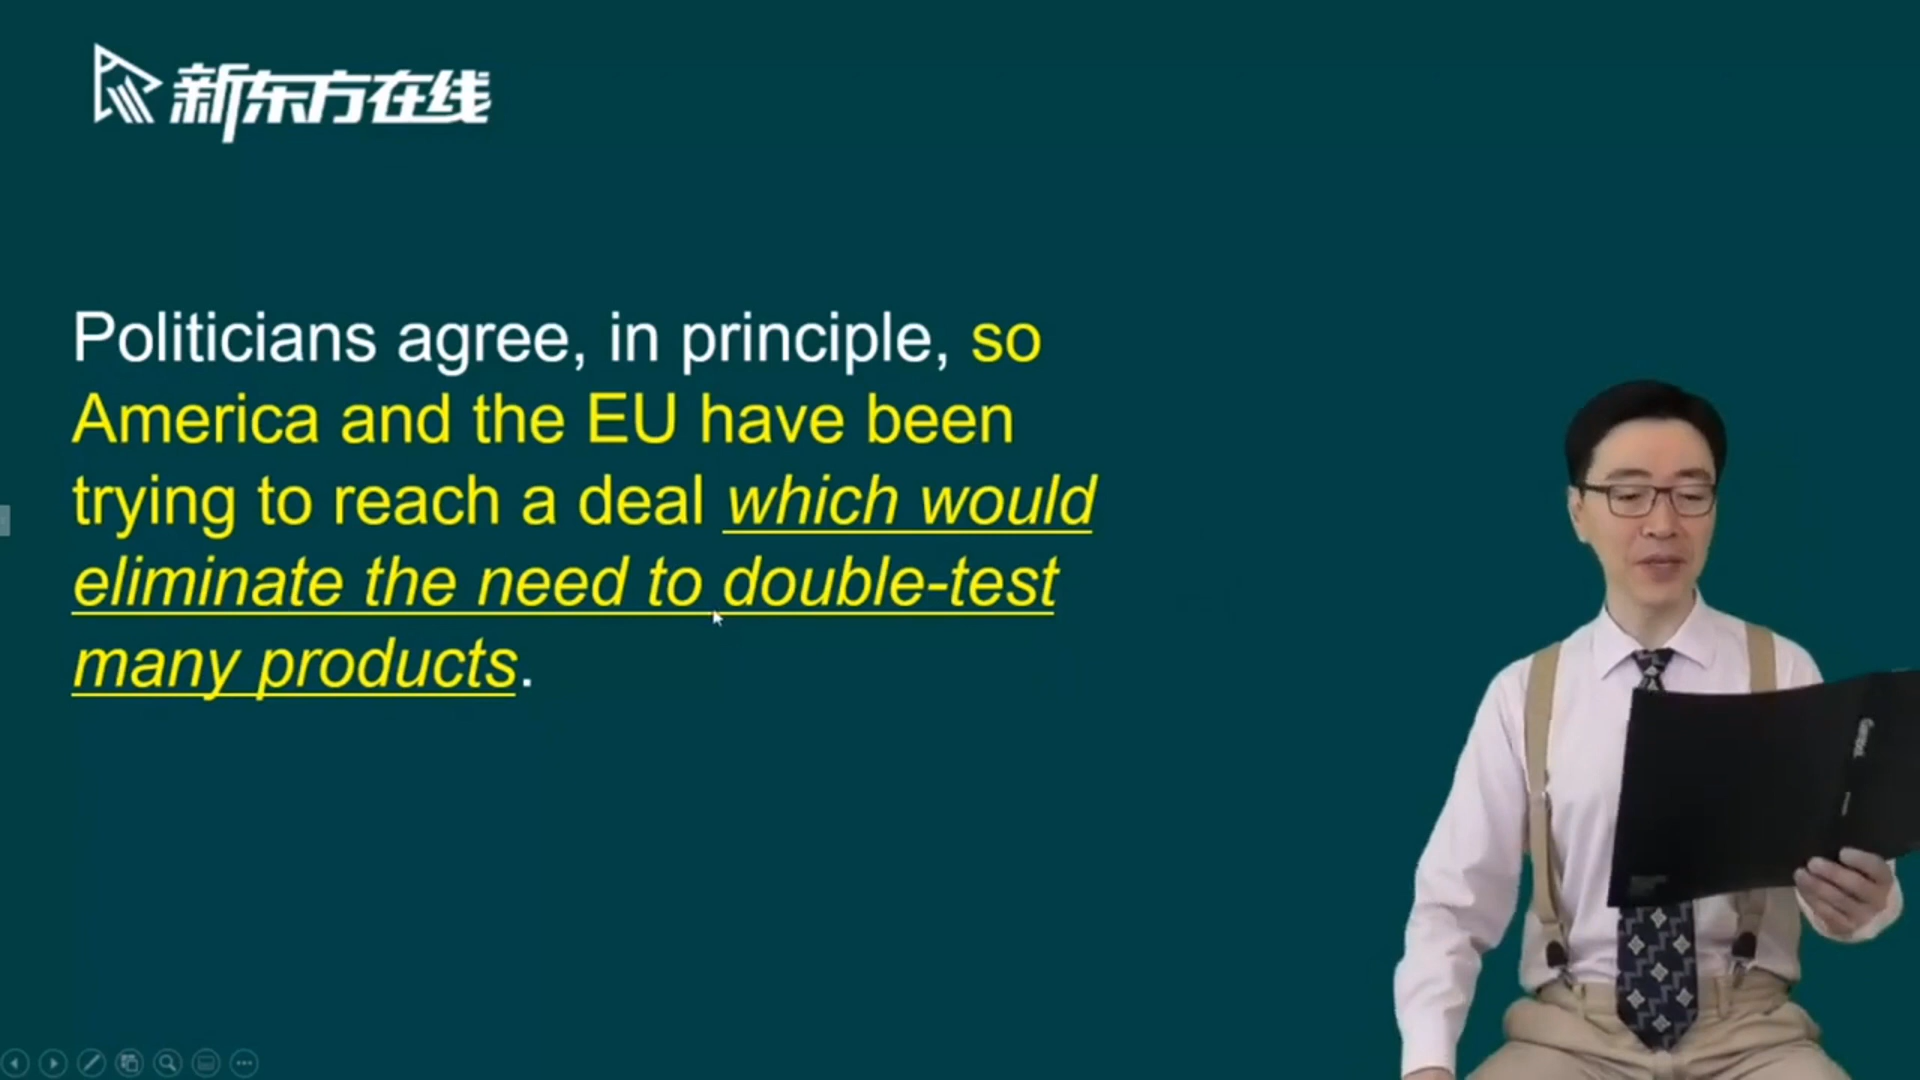 新东方在线
Politicians agree, in principle, so
America and the EU have been
trying to reach a deal which would
eliminate the need to double-test
many products.